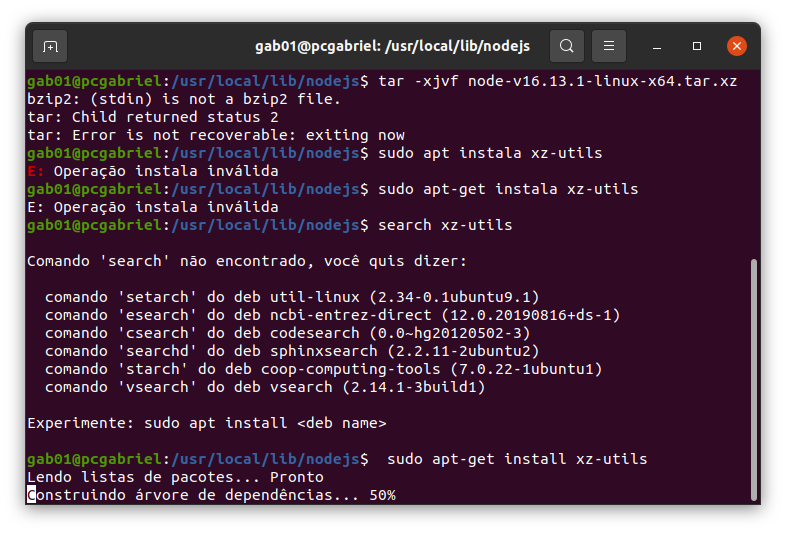 gab01@pcgabriel: /usr/local/lib/nodejs
gab01@pcgabriel:/usr/local/lib/nodejs$ tar -xjvf node-v16.13.1-linux-x64.tar.xz
bzip2: (stdin) is not a bzip2 file.
tar: Child returned status 2
tar: Error is not recoverable: exiting now
gab01@pcgabriel:/usr/local/lib/nodejs$ sudo apt instala xz-utils
E: Operação instala inválida
gab01@pcgabriel:/usr/local/lib/nodejs$ sudo apt-get instala xz-utils
E: Operação instala inválida
gab01@pcgabriel:/usr/local/lib/nodejs$ search xz-utils
Comando 'search' não encontrado, você quis dizer:
  comando 'setarch' do deb util-linux (2.34-0.1ubuntu9.1)
  comando 'esearch' do deb ncbi-entrez-direct (12.0.20190816+ds-1)
  comando 'csearch' do deb codesearch (0.0~hg20120502-3)
  comando 'searchd' do deb sphinxsearch (2.2.11-2ubuntu2)
  comando 'starch' do deb coop-computing-tools (7.0.22-1ubuntu1)
  comando 'vsearch' do deb vsearch (2.14.1-3build1)
Experimente: sudo apt install <deb name>
gab01@pcgabriel:/usr/local/lib/nodejs$  sudo apt-get install xz-utils
Lendo listas de pacotes... Pronto
Construindo árvore de dependências... 50%